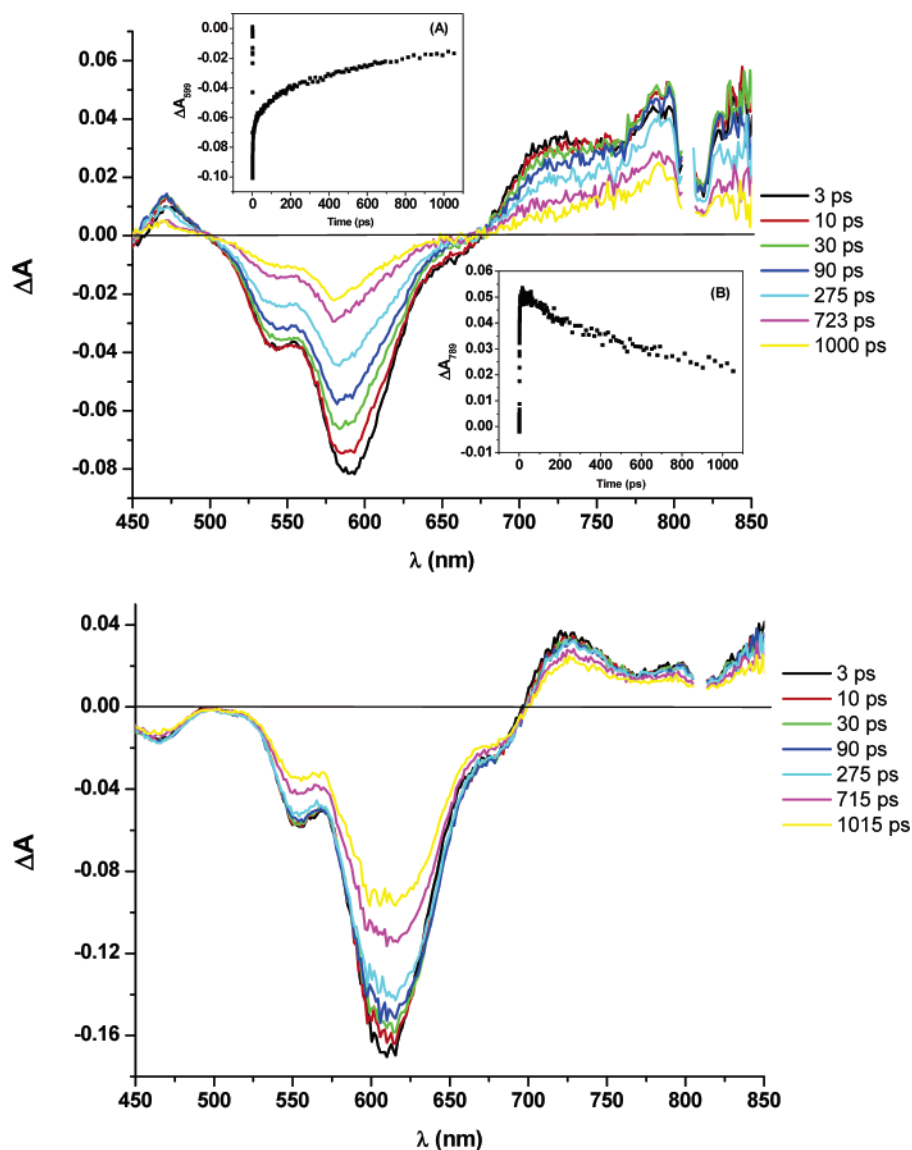 0.06
0.04
0.02
0.00
-0.02
-0.04
-0.06
-0.08
ΔA
450 500 550 600 650 700 750 800 850
λ (nm)
(A)
0.00
-0.02
-0.04
-0.06
-0.08
-0.10
ΔA599
0 200 400 600 800 1000
Time (ps)
(B)
0.06
0.05
0.04
0.03
0.02
0.01
0.00
-0.01
ΔA789
0 200 400 600 800 1000
Time (ps)
3 ps
10 ps
30 ps
90 ps
275 ps
723 ps
1000 ps
0.04
0.00
-0.04
-0.08
-0.12
-0.16
ΔA
450 500 550 600 650 700 750 800 850
λ (nm)
3 ps
10 ps
30 ps
90 ps
275 ps
715 ps
1015 ps